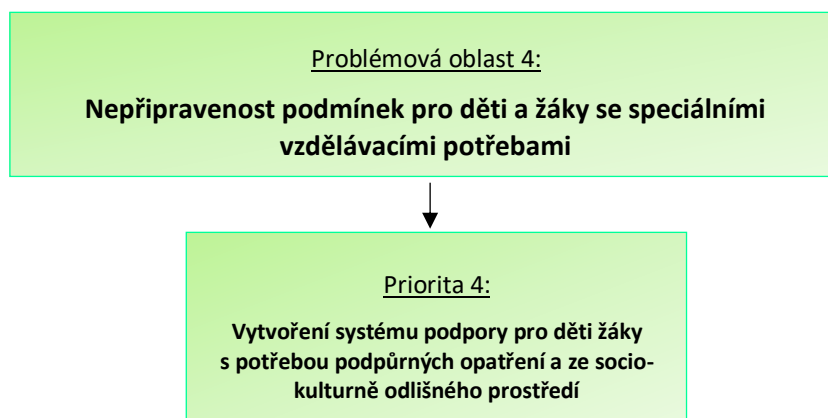 Problémová oblast 4:
Nepřipravenost podmínek pro děti a žáky se speciálními
vzdělávacími potřebami
Priorita 4:
Vytvoření systému podpory pro děti žáky
s potřebou podpůrných opatření a ze socio-
kulturně odlišného prostředí